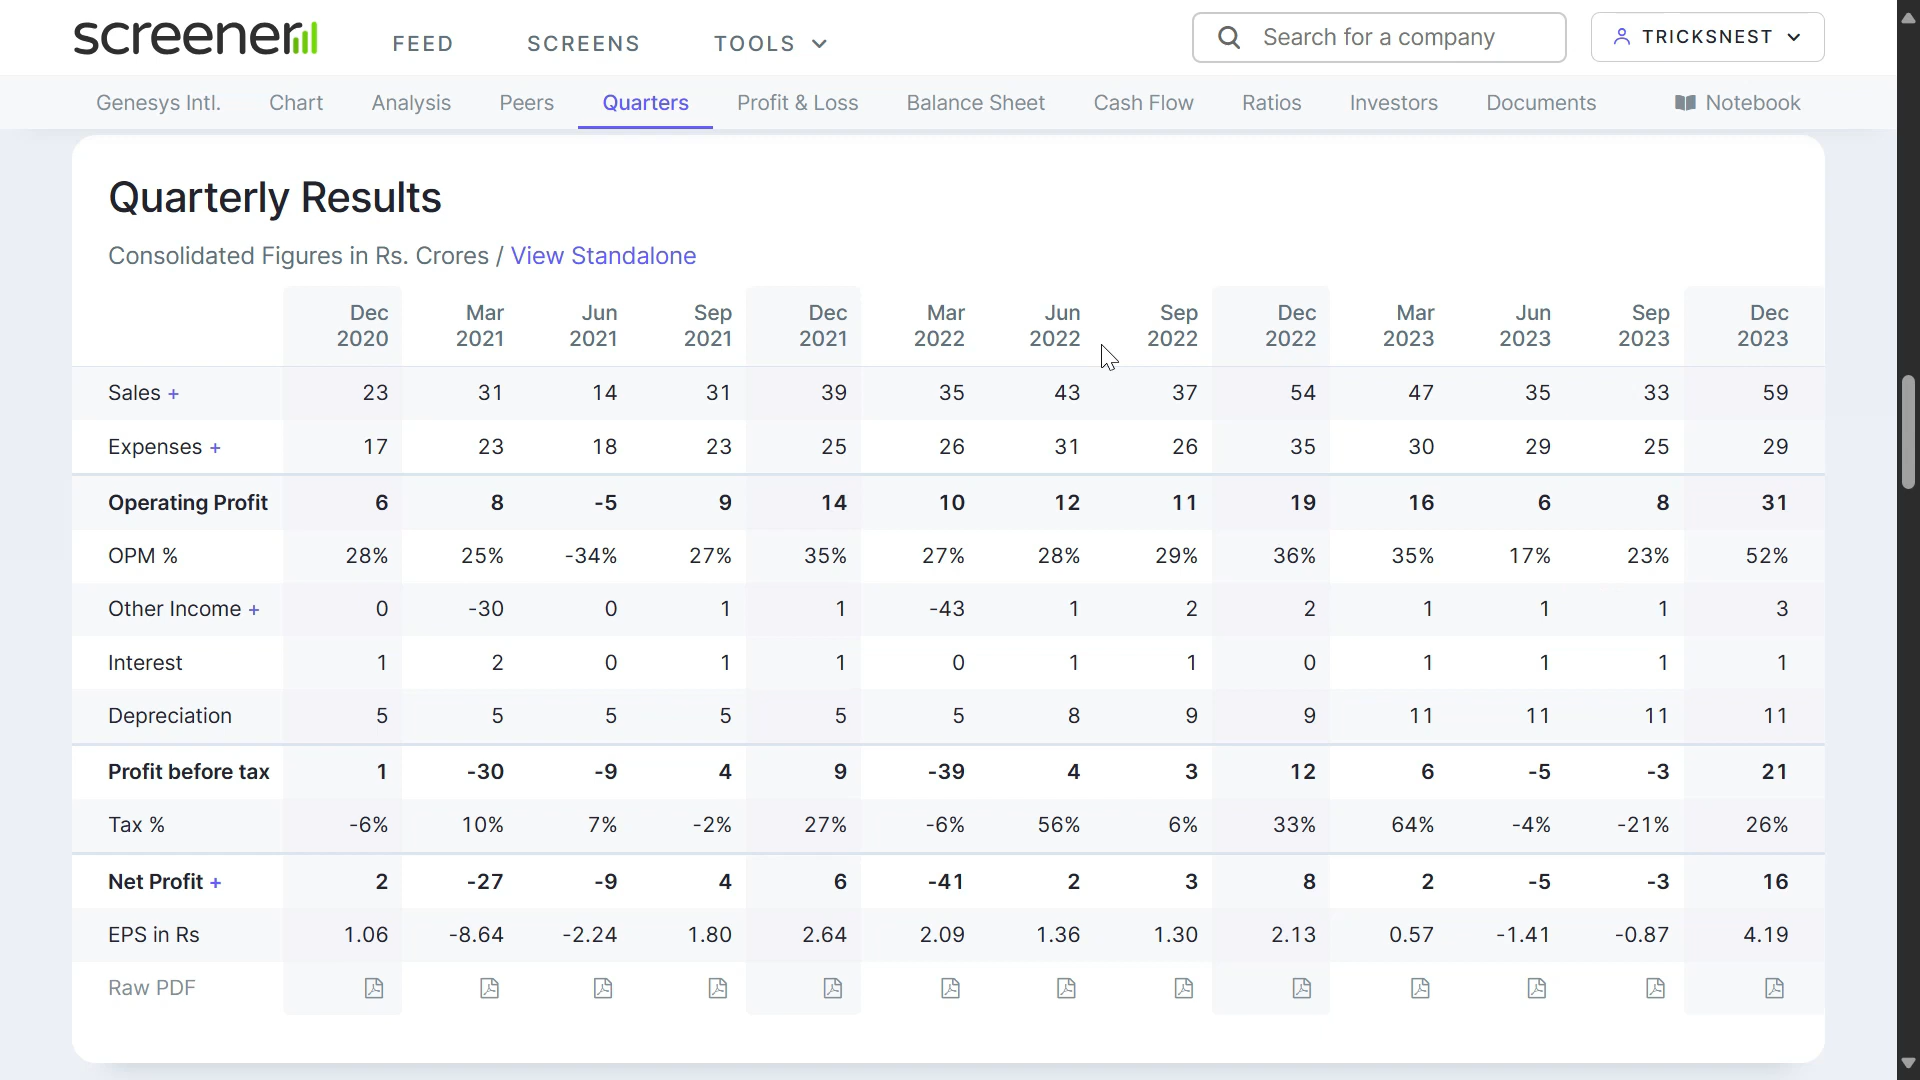 screener
FEED SCREENS TOOLS
Search for a company
TRICKSNEST
Genesys Intl. Chart Analysis Peers Quarters Profit & Loss Balance Sheet Cash Flow Ratios Investors Documents Notebook
Quarterly Results
Consolidated Figures in Rs. Crores / View Standalone
Dec 2020 Mar 2021 Jun 2021 Sep 2021 Dec 2021 Mar 2022 Jun 2022 Sep 2022 Dec 2022 Mar 2023 Jun 2023 Sep 2023 Dec 2023
Sales + 23 31 14 31 39 35 43 37 54 47 35 33 59
Expenses + 17 23 18 23 25 26 31 26 35 30 29 25 29
Operating Profit 6 8 -5 9 14 10 12 11 19 16 6 8 31
OPM % 28% 25% -34% 27% 35% 27% 28% 29% 36% 35% 17% 23% 52%
Other Income + 0 -30 0 1 1 -43 1 2 2 1 1 1 3
Interest 1 2 0 1 1 0 1 1 0 1 1 1 1
Depreciation 5 5 5 5 5 5 8 9 9 11 11 11 11
Profit before tax 1 -30 -9 4 9 -39 4 3 12 6 -5 -3 21
Tax % -6% 10% 7% -2% 27% -6% 56% 6% 33% 64% -4% -21% 26%
Net Profit + 2 -27 -9 4 6 -41 2 3 8 2 -5 -3 16
EPS in Rs 1.06 -8.64 -2.24 1.80 2.64 2.09 1.36 1.30 2.13 0.57 -1.41 -0.87 4.19
Raw PDF